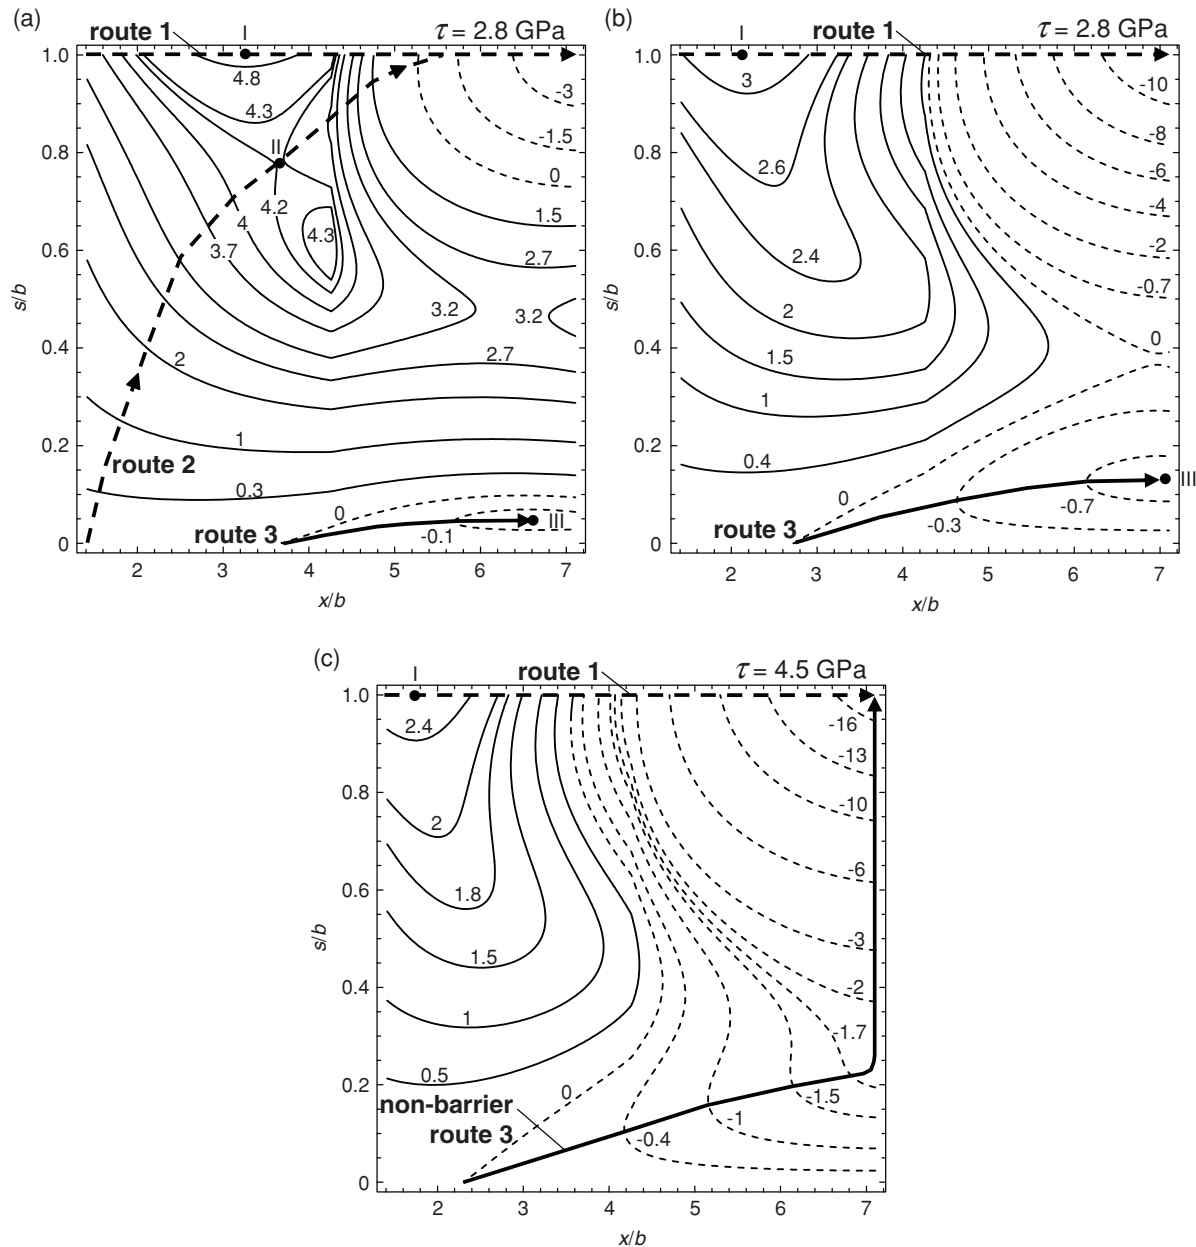 (a)
route 1
I
τ = 2.8 GPa
1.0
0.8
0.6
0.4
0.2
0
s/b
4.8
4.3
II
4.2
4
4.3
3.7
-3
-1.5
0
1.5
2.7
3.2
3.2
2.7
2
1
route 2
0.3
0
route 3
-0.1
III
2 3 4 5 6 7
x/b
(b)
I
route 1
τ = 2.8 GPa
1.0
0.8
0.6
0.4
0.2
0
s/b
3
2.6
2.4
2
1.5
1
0.4
-10
-8
-6
-4
-2
-0.7
0
0
III
-0.7
-0.3
route 3
2 3 4 5 6 7
x/b
(c)
I
route 1
τ = 4.5 GPa
1.0
0.8
0.6
0.4
0.2
0
s/b
2.4
2
1.8
1.5
1
0.5
-16
-13
-10
-6
-3
-2
-1.7
0
-1.5
-1
-0.4
non-barrier
route 3
2 3 4 5 6 7
x/b